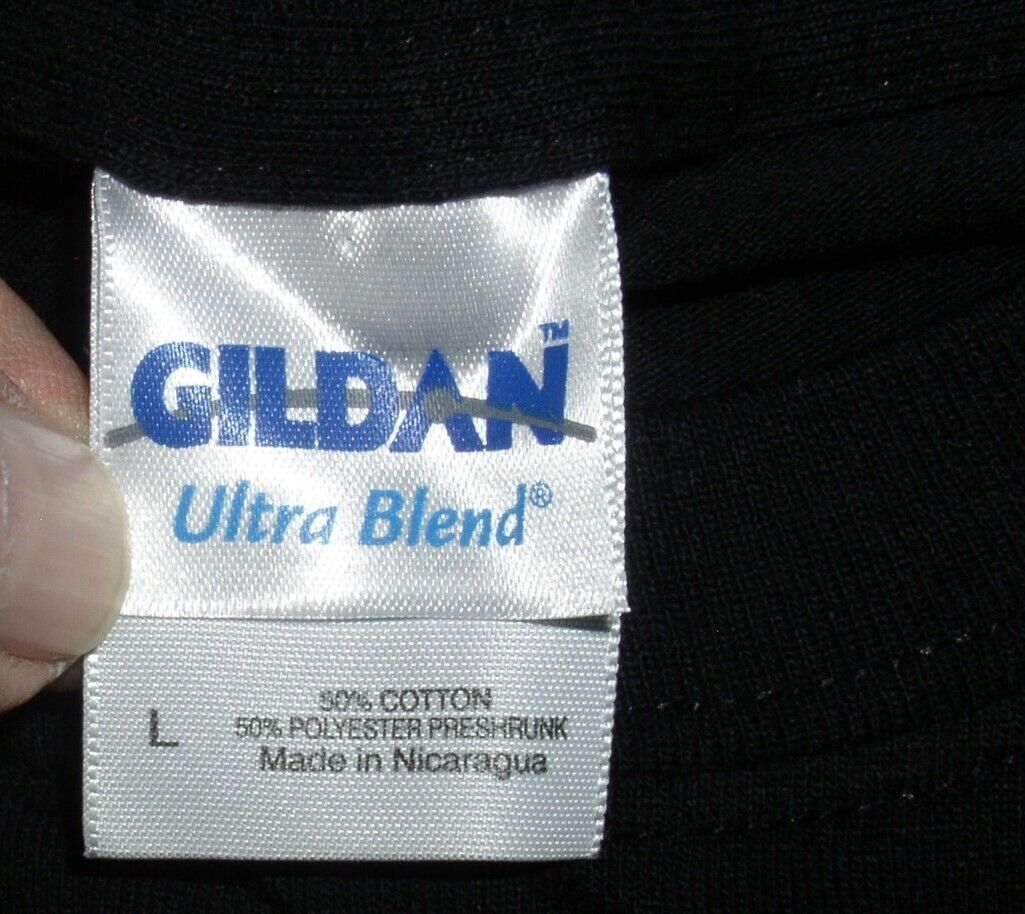 GILDAN™
Ultra Blend®
50% COTTON
50% POLYESTER PRESHRUNK
L
Made in Nicaragua